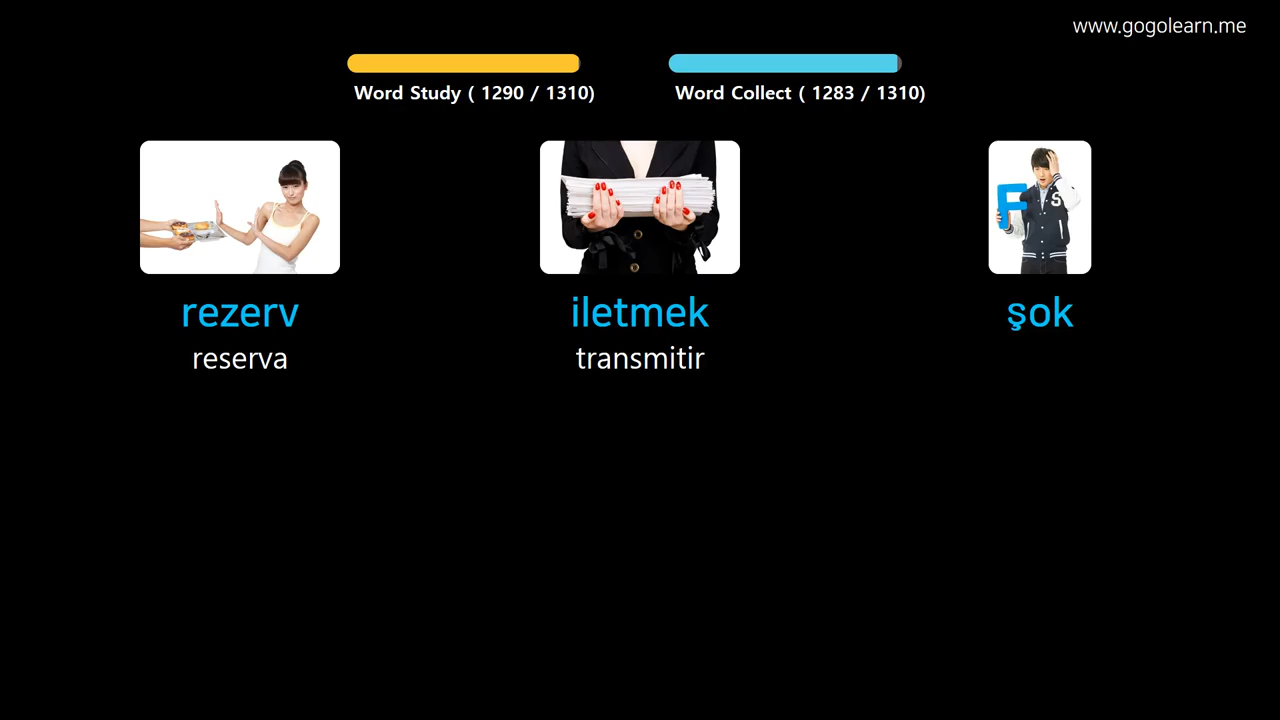 www.gogolearn.me
Word Study ( 1290 / 1310)
Word Collect ( 1283 / 1310)
F
S
rezerv
iletmek
şok
reserva
transmitir